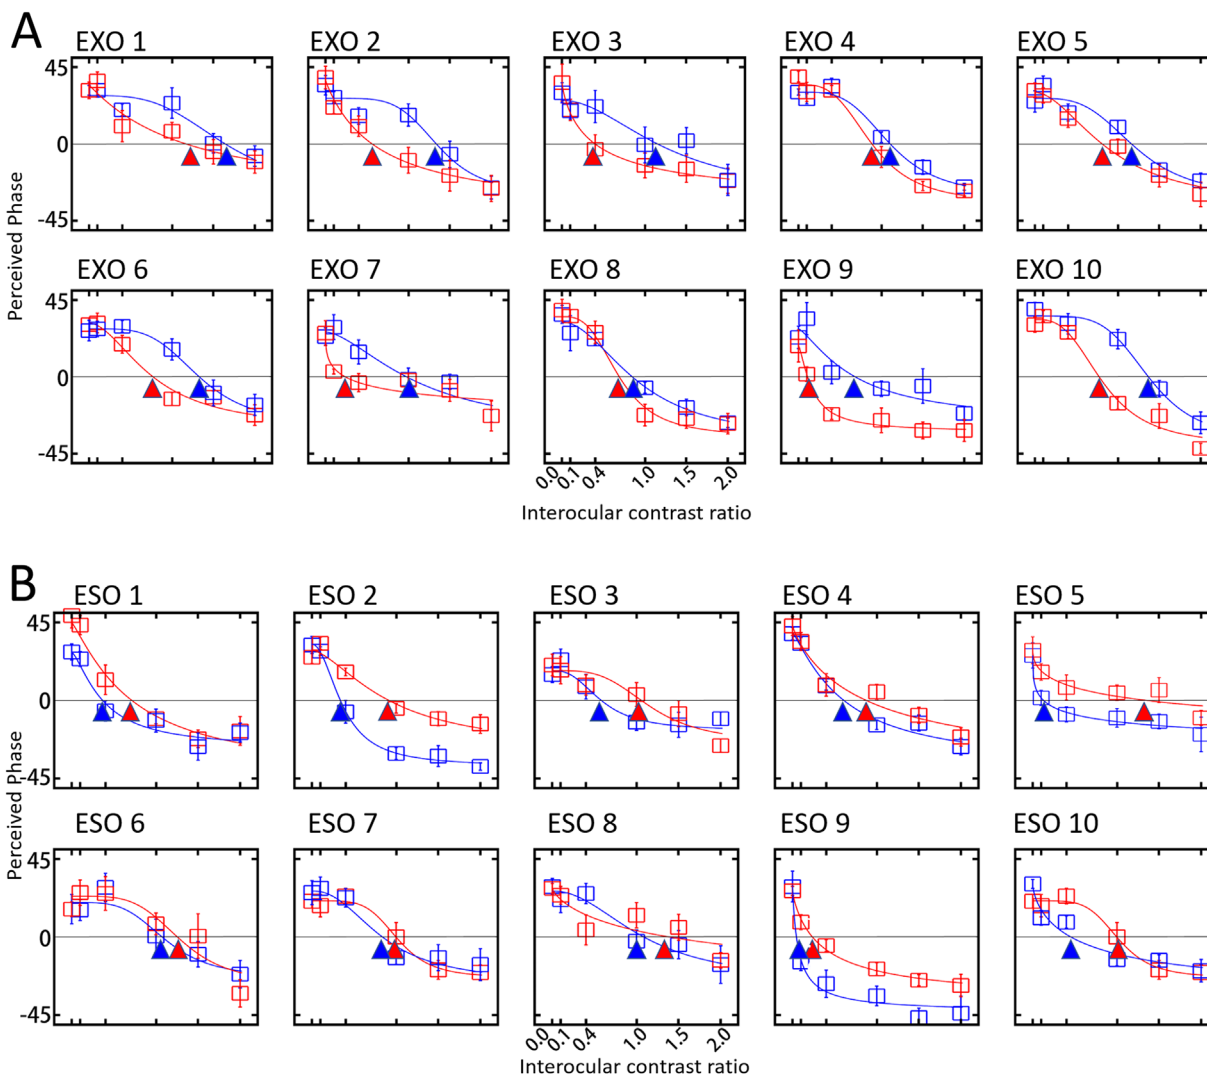 A
EXO 1 EXO 2 EXO 3 EXO 4 EXO 5
45
0
-45
EXO 6 EXO 7 EXO 8 EXO 9 EXO 10
Perceived Phase
45
0
-45
0.0 0.1 0.4 1.0 1.5 2.0
Interocular contrast ratio
B
ESO 1 ESO 2 ESO 3 ESO 4 ESO 5
45
0
-45
Perceived Phase
ESO 6 ESO 7 ESO 8 ESO 9 ESO 10
45
0
-45
0.0 0.1 0.4 1.0 1.5 2.0
Interocular contrast ratio